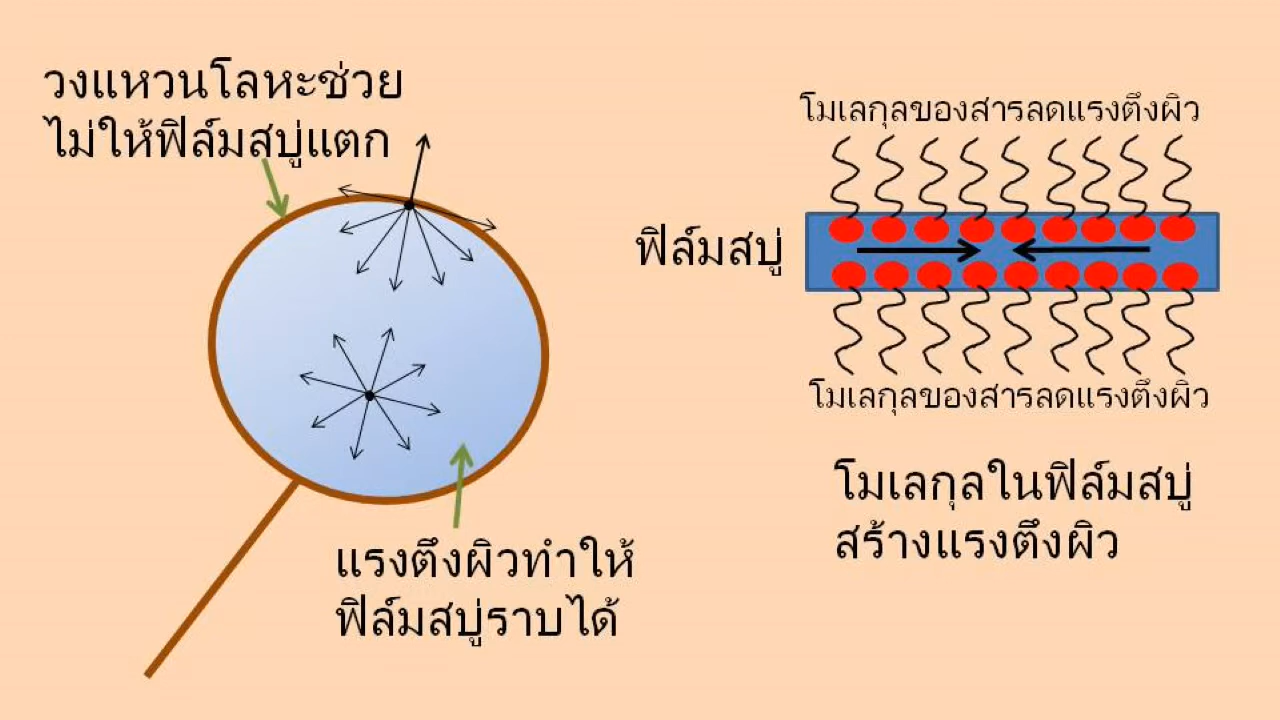 วงแหวนโลหะช่วย
ไม่ให้ฟิล์มสบู่แตก
แรงตึงผิวทำให้
ฟิล์มสบู่ราบได้
โมเลกุลของสารลดแรงตึงผิว
ฟิล์มสบู่
โมเลกุลของสารลดแรงตึงผิว
โมเลกุลในฟิล์มสบู่
สร้างแรงตึงผิว